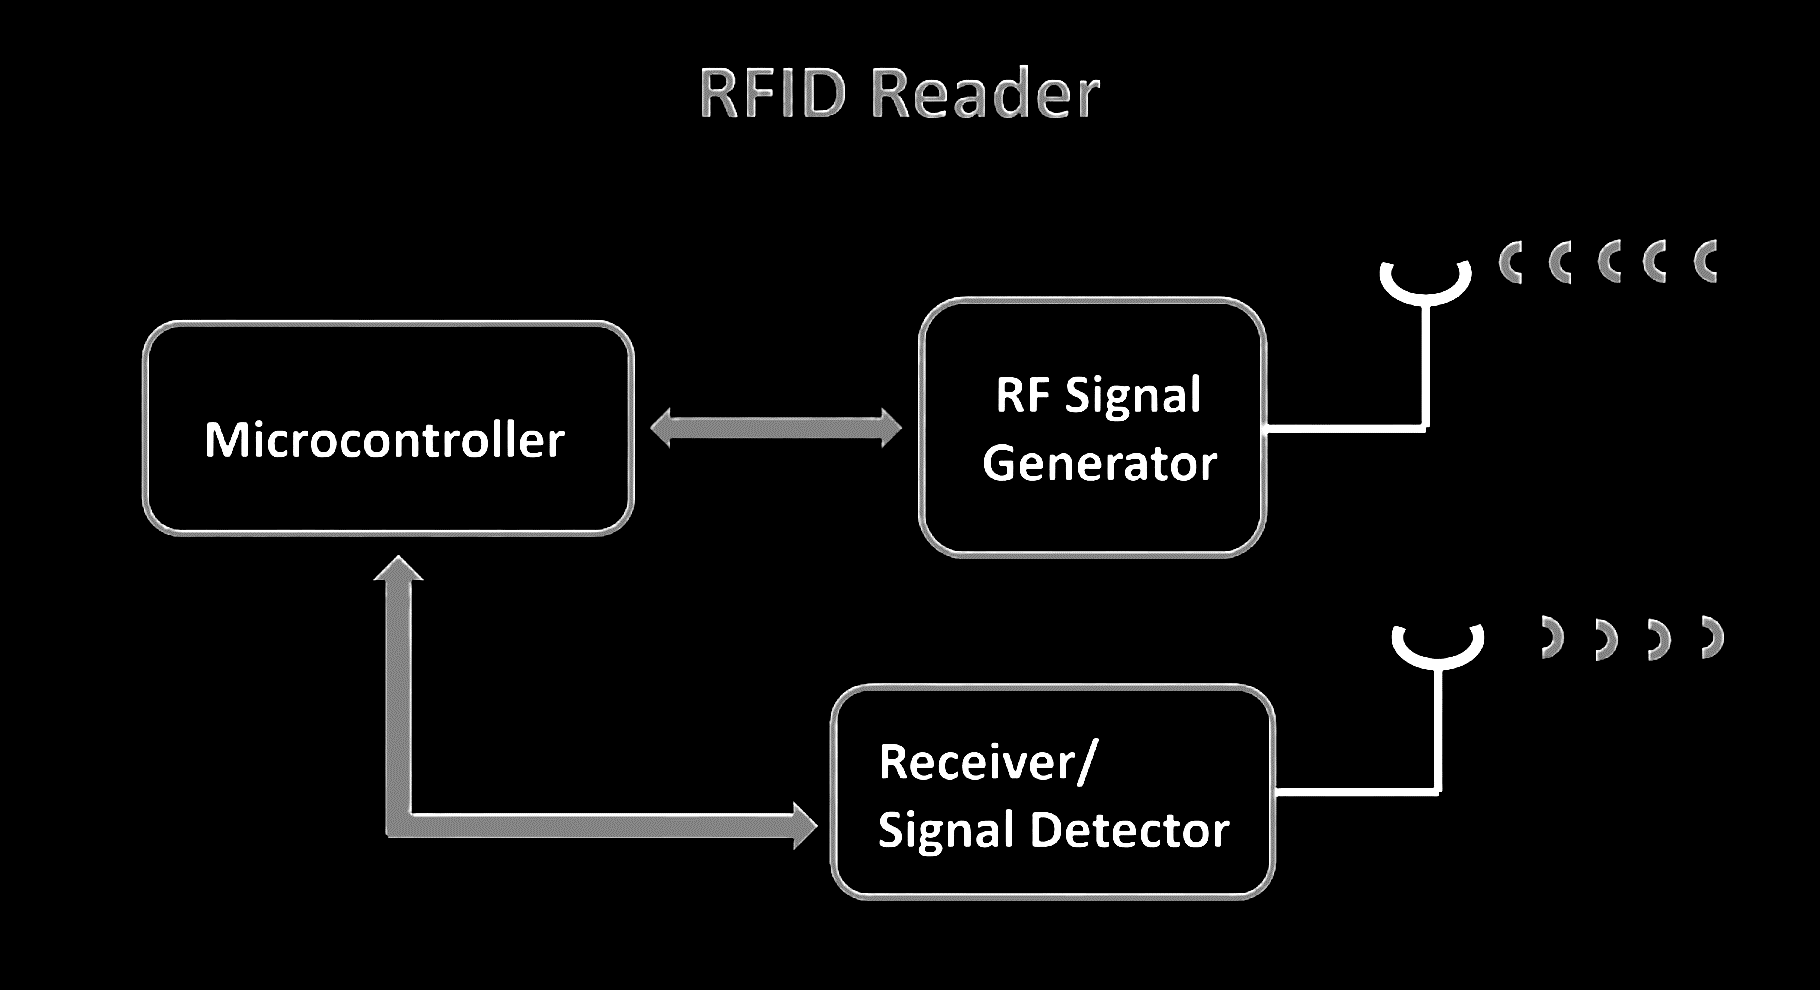 RFID Reader
Microcontroller
RF Signal
Generator
Receiver/
Signal Detector